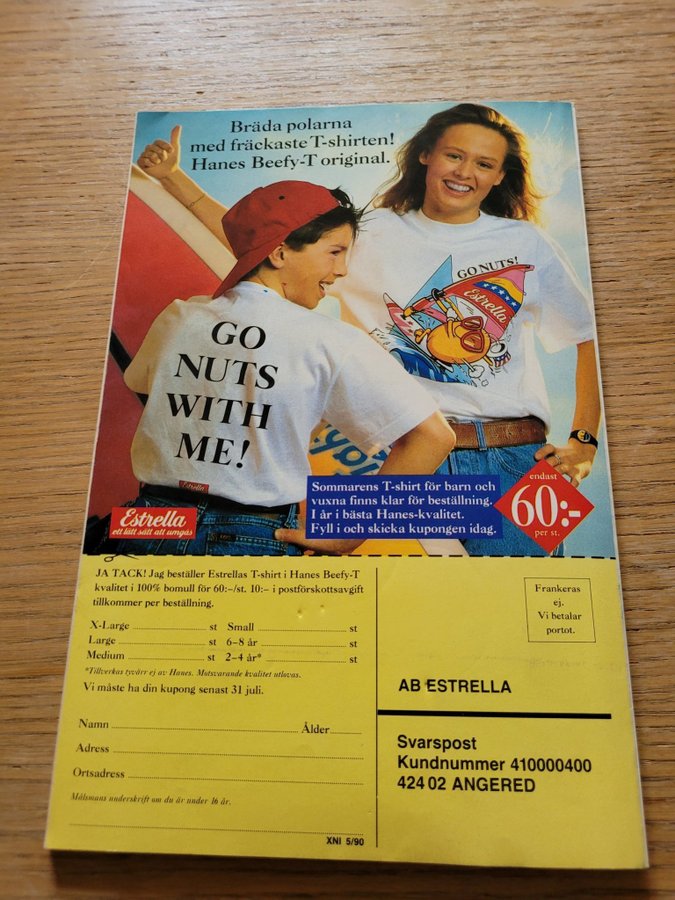 Bräda polarna
med fräckaste T-shirten!
Hanes Beefy-T original.
GO NUTS!
Estrella
GO
NUTS
WITH
ME!
Estrella
Sommarens T-shirt för barn och
vuxna finns klar för beställning.
I år i bästa Hanes-kvalitet.
Fyll i och skicka kupongen idag.
endast
60:-
per st.
Estrella
ett lätt sätt att umgås
JA TACK! Jag beställer Estrellas T-shirt i Hanes Beefy-T
kvalitet i 100% bomull för 60:–/st. 10:– i postförskottsavgift
tillkommer per beställning.
X-Large st Small st
Large st 6–8 år st
Medium st 2–4 år* st
*Tillverkas tyvärr ej av Hanes. Motsvarande kvalitet utlovas.
Vi måste ha din kupong senast 31 juli.
Namn Ålder
Adress
Ortsadress
Målsmans underskrift om du är under 16 år.
XNI 5/90
Frankeras
ej.
Vi betalar
portot.
AB ESTRELLA
Svarspost
Kundnummer 410000400
424 02 ANGERED